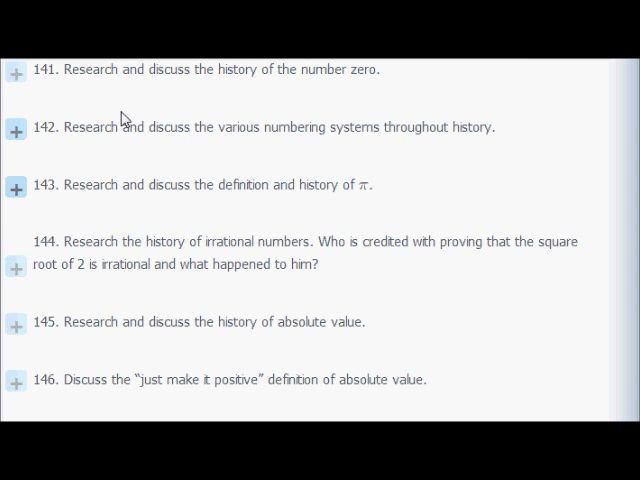 141. Research and discuss the history of the number zero.
142. Research and discuss the various numbering systems throughout history.
143. Research and discuss the definition and history of π.
144. Research the history of irrational numbers. Who is credited with proving that the square
root of 2 is irrational and what happened to him?
145. Research and discuss the history of absolute value.
146. Discuss the “just make it positive” definition of absolute value.